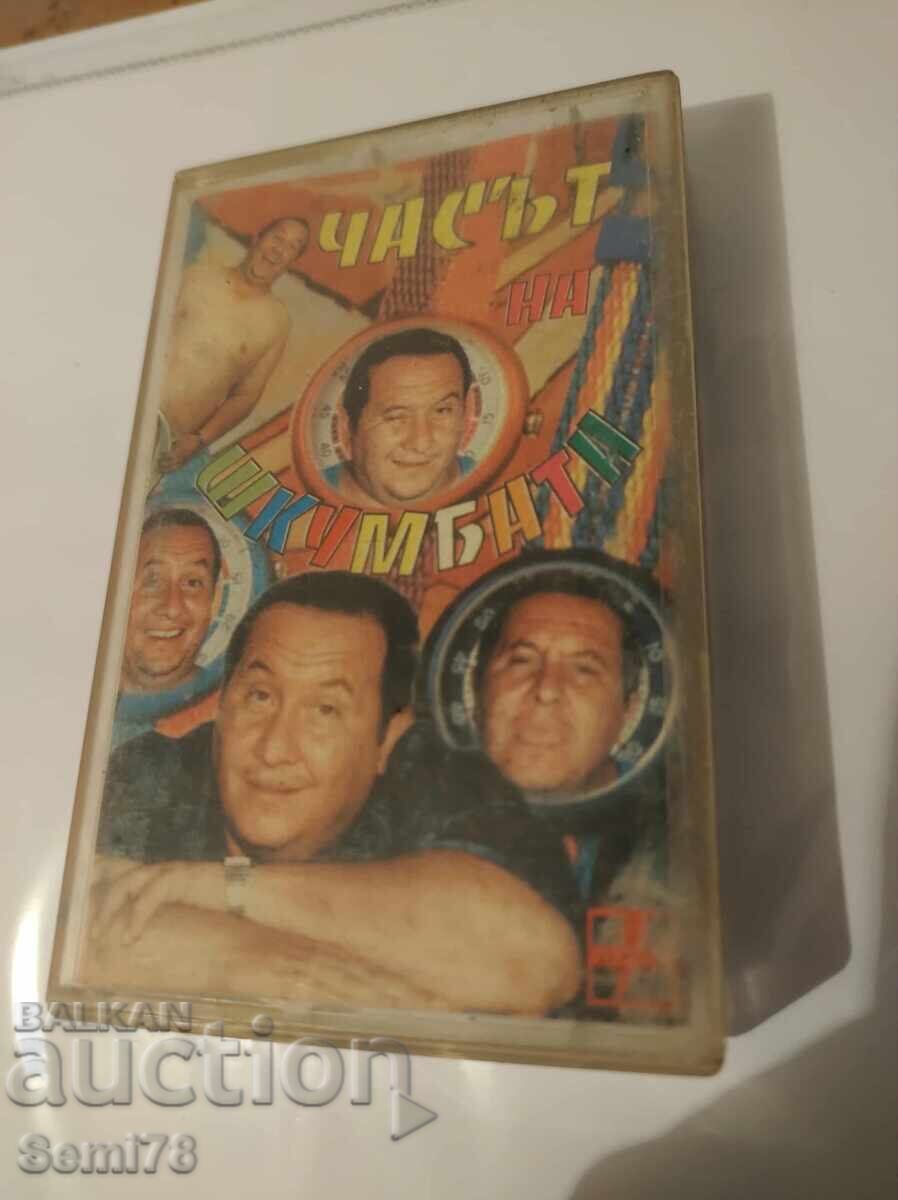 ЧАСЪТ
НА
ШКУМБАТА
BALKAN
auction
Semi78